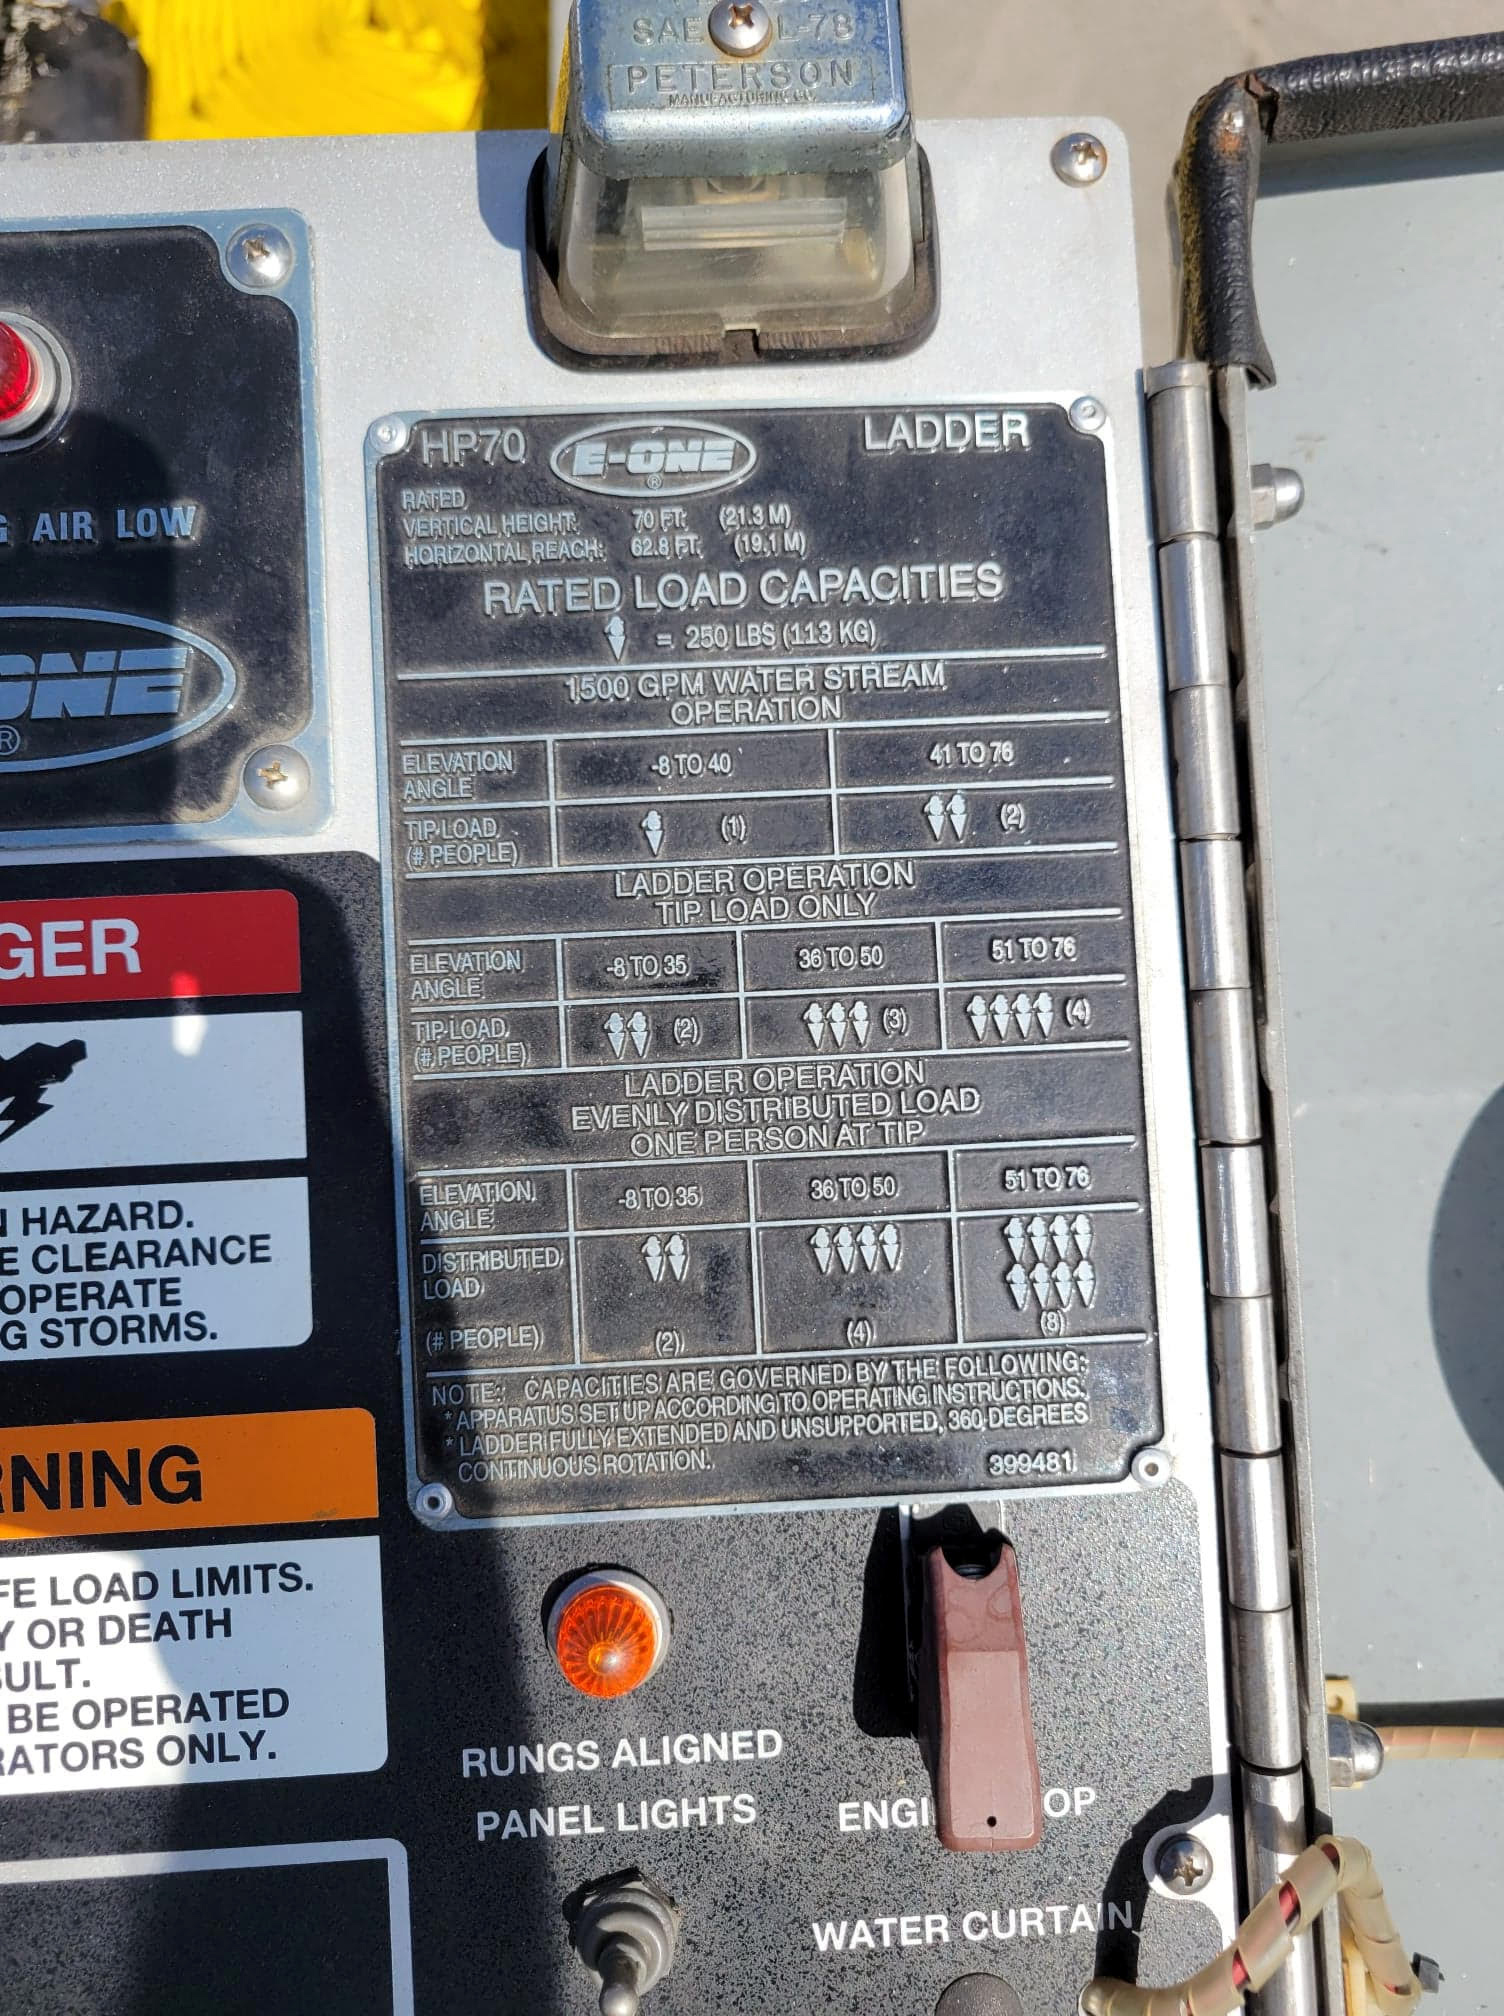 SAE L-78
PETERSON
MANUFACTURING CO.
HP70 E-ONE ® LADDER
RATED
VERTICAL HEIGHT: 70 FT. (21.3 M)
HORIZONTAL REACH: 62.8 FT. (19.1 M)
RATED LOAD CAPACITIES
= 250 LBS (113 KG)
1500 GPM WATER STREAM
OPERATION
ELEVATION ANGLE -8 TO 40 41 TO 76
TIP LOAD (# PEOPLE) (1) (2)
LADDER OPERATION
TIP LOAD ONLY
ELEVATION ANGLE -8 TO 35 36 TO 50 51 TO 76
TIP LOAD (# PEOPLE) (2) (3) (4)
LADDER OPERATION
EVENLY DISTRIBUTED LOAD
ONE PERSON AT TIP
ELEVATION ANGLE -8 TO 35 36 TO 50 51 TO 76
DISTRIBUTED LOAD
(# PEOPLE) (2) (4) (8)
NOTE: CAPACITIES ARE GOVERNED BY THE FOLLOWING:
* APPARATUS SET UP ACCORDING TO OPERATING INSTRUCTIONS.
* LADDER FULLY EXTENDED AND UNSUPPORTED, 360 DEGREES
CONTINUOUS ROTATION. 399481
G AIR LOW
ONE
®
GER
N HAZARD.
E CLEARANCE
OPERATE
G STORMS.
RNING
FE LOAD LIMITS.
Y OR DEATH
SULT.
BE OPERATED
RATORS ONLY.
RUNGS ALIGNED
PANEL LIGHTS
ENGI OP
WATER CURTAIN